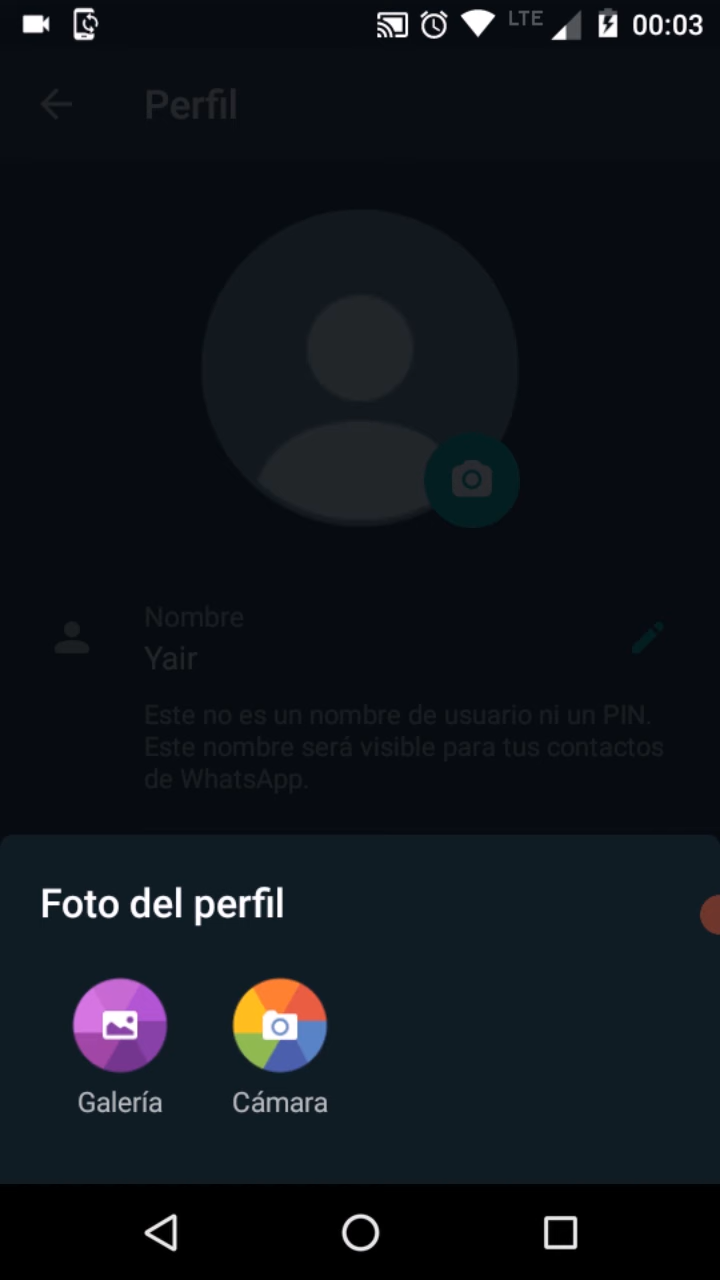 LTE 00:03
Perfil
Nombre
Yair
Este no es un nombre de usuario ni un PIN.
Este nombre será visible para tus contactos
de WhatsApp.
Foto del perfil
Galería Cámara